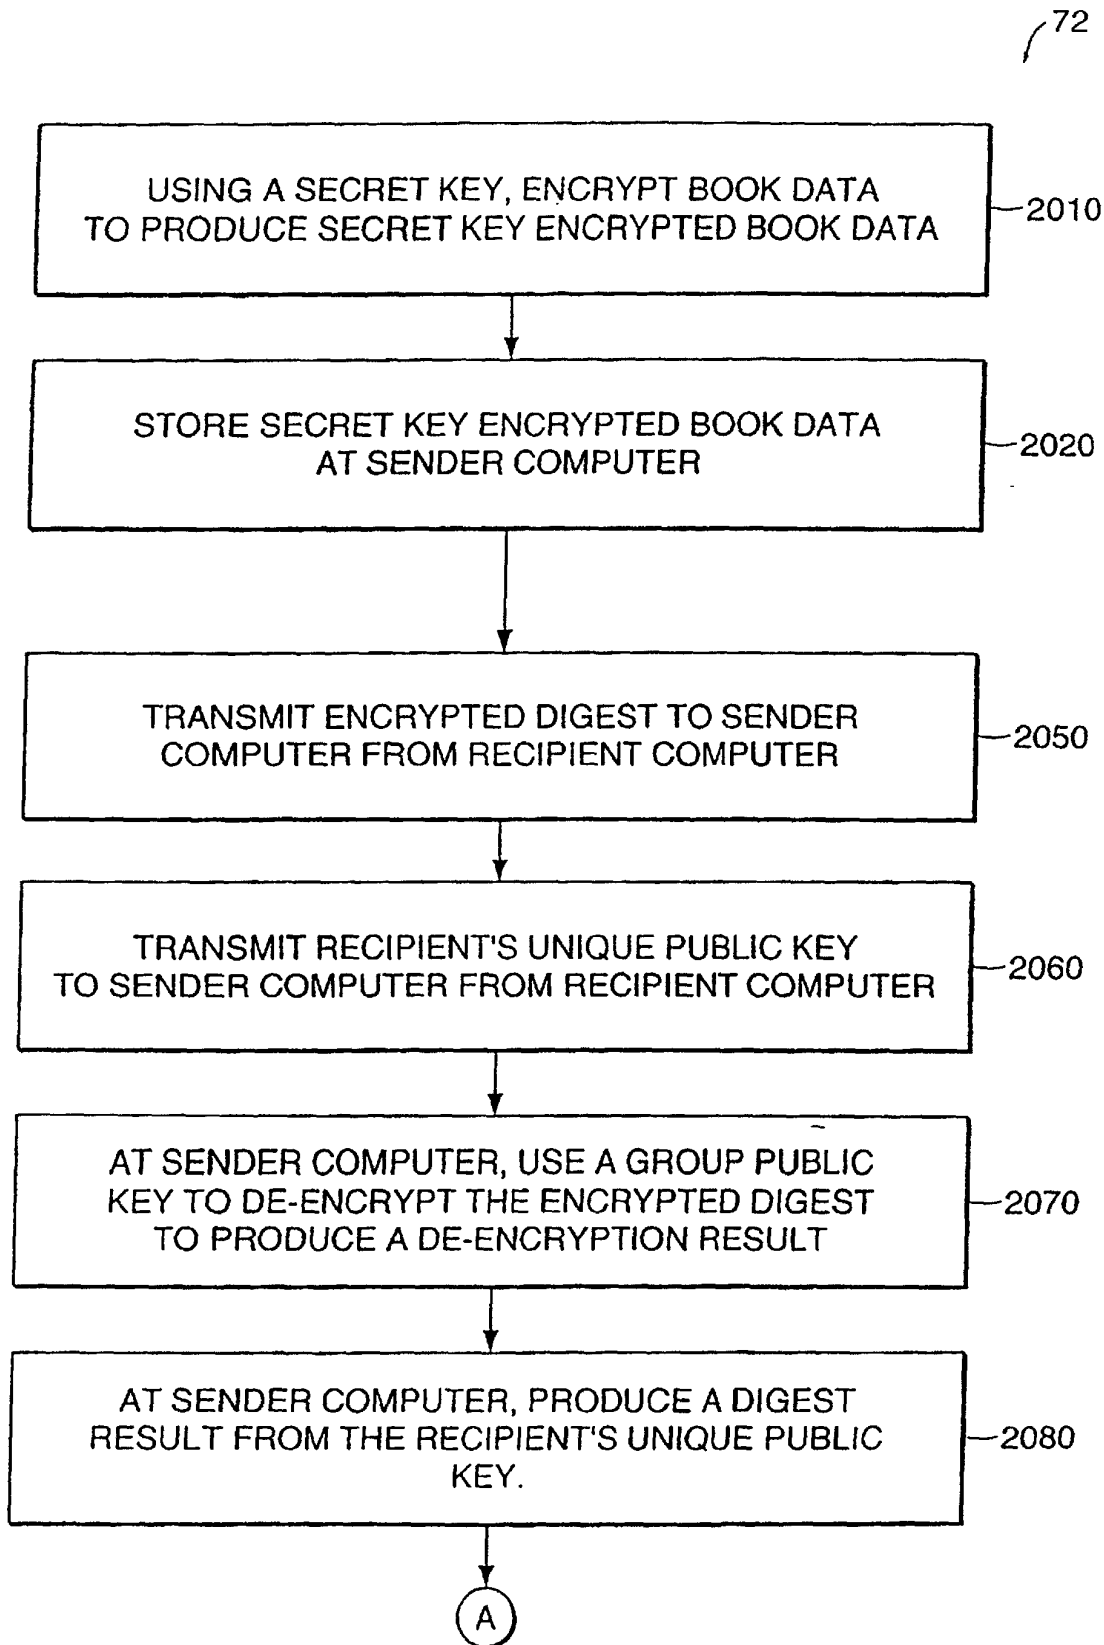 72
USING A SECRET KEY, ENCRYPT BOOK DATA
TO PRODUCE SECRET KEY ENCRYPTED BOOK DATA
2010
STORE SECRET KEY ENCRYPTED BOOK DATA
AT SENDER COMPUTER
2020
TRANSMIT ENCRYPTED DIGEST TO SENDER
COMPUTER FROM RECIPIENT COMPUTER
2050
TRANSMIT RECIPIENT'S UNIQUE PUBLIC KEY
TO SENDER COMPUTER FROM RECIPIENT COMPUTER
2060
AT SENDER COMPUTER, USE A GROUP PUBLIC
KEY TO DE-ENCRYPT THE ENCRYPTED DIGEST
TO PRODUCE A DE-ENCRYPTION RESULT
2070
AT SENDER COMPUTER, PRODUCE A DIGEST
RESULT FROM THE RECIPIENT'S UNIQUE PUBLIC
KEY.
2080
A